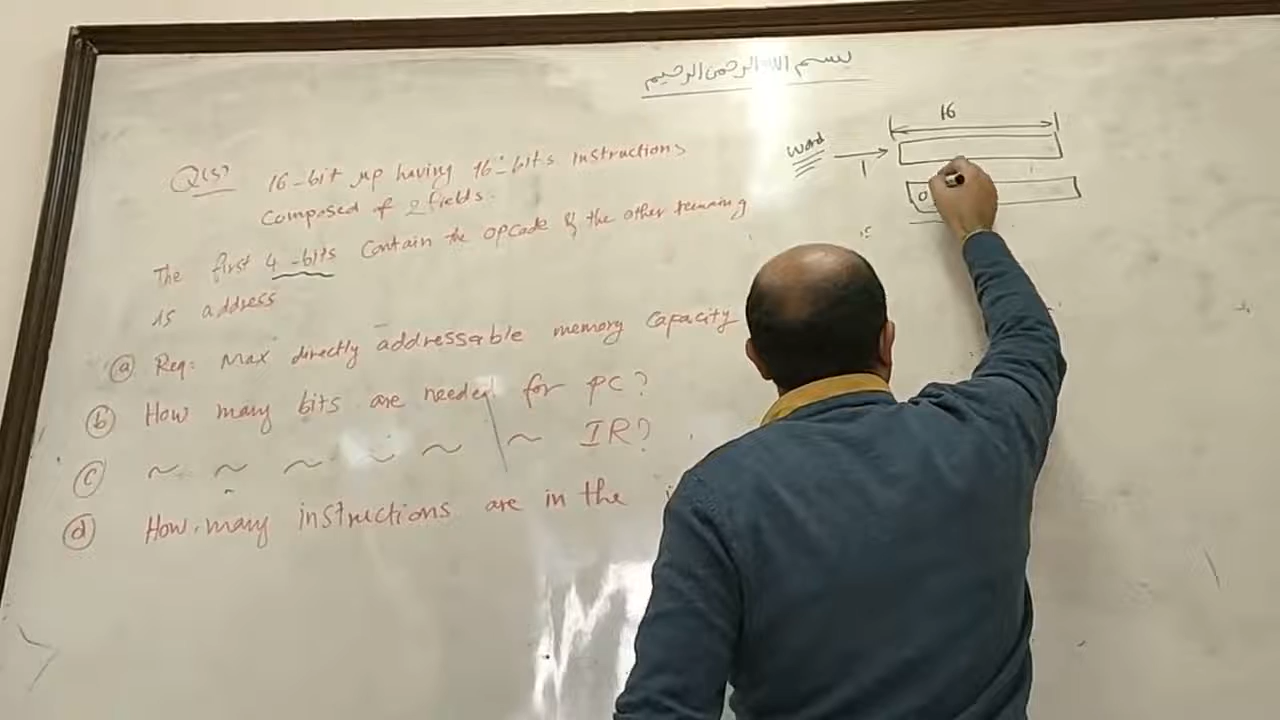 بسم الله الرحمن الرحيم
Q(5) 16-bit μp having 16-bits instructions
Composed of 2 fields.
The first 4-bits Contain the opcode & the other remaing
is address
(a) Req: Max directly addressable memory Capacity
(b) How many bits are needed for PC?
(c) ~ ~ ~ ~ ~ ~ IR?
(d) How many instructions are in the
16
word
1
0